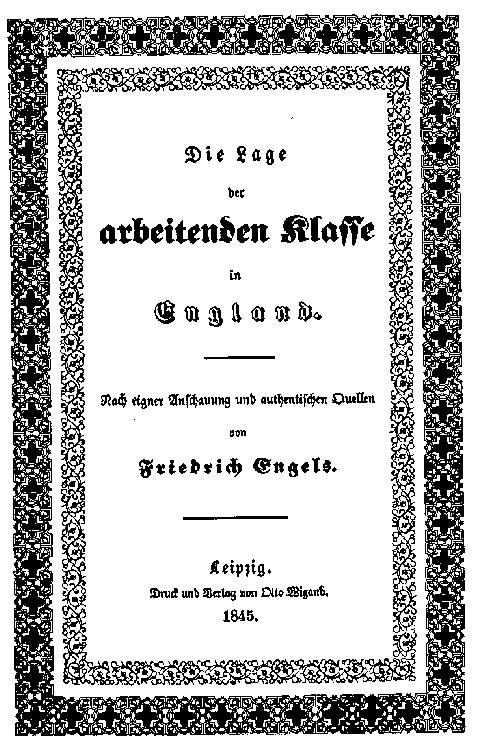 Die Lage
der
arbeitenden Klasse
in
England.
Nach eigner Anschauung und authentischen Quellen
von
Friedrich Engels.
Leipzig.
Druck und Verlag von Otto Wigand.
1845.